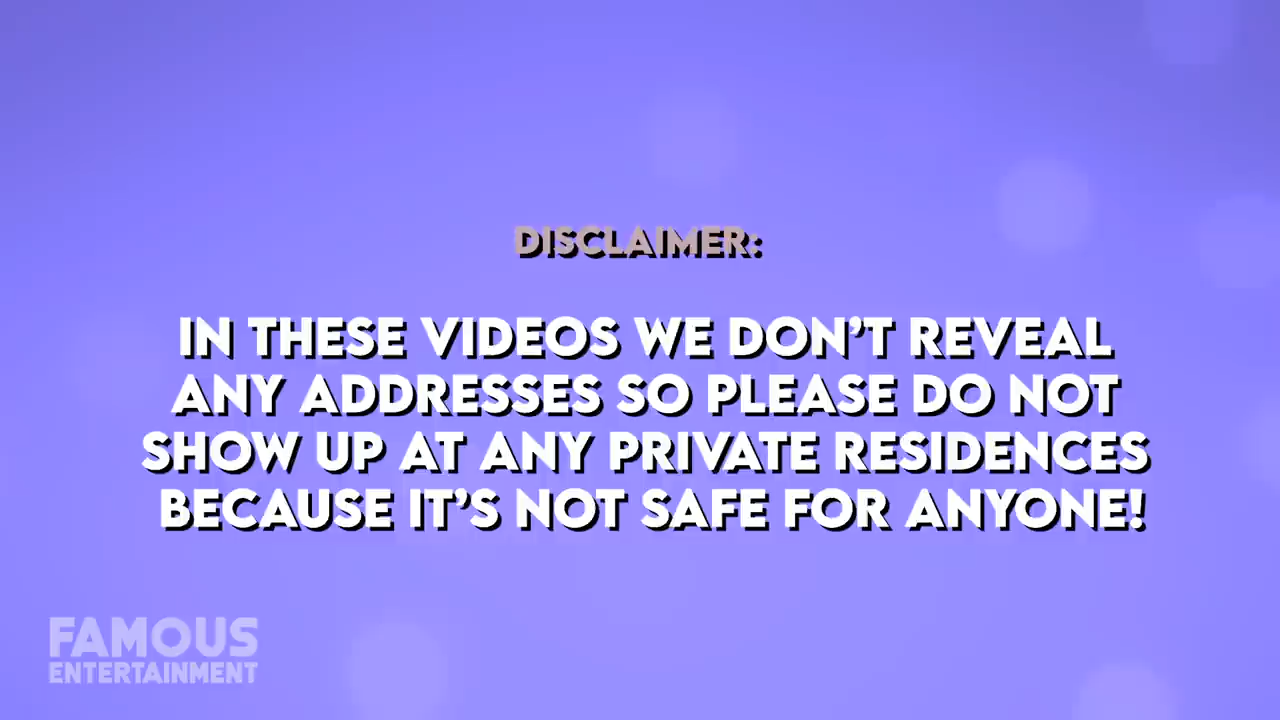 DISCLAIMER:
IN THESE VIDEOS WE DON'T REVEAL
ANY ADDRESSES SO PLEASE DO NOT
SHOW UP AT ANY PRIVATE RESIDENCES
BECAUSE IT'S NOT SAFE FOR ANYONE!
FAMOUS
ENTERTAINMENT